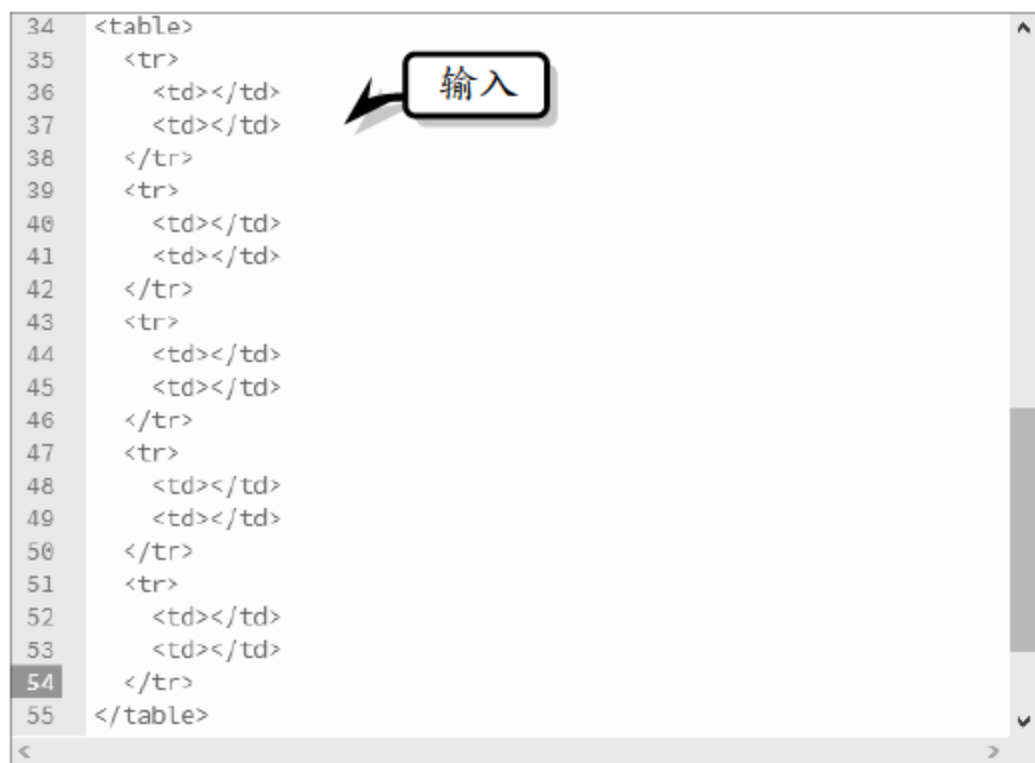 34 <table>
35 <tr>
输入
36 <td></td>
37 <td></td>
38 </tr>
39 <tr>
40 <td></td>
41 <td></td>
42 </tr>
43 <tr>
44 <td></td>
45 <td></td>
46 </tr>
47 <tr>
48 <td></td>
49 <td></td>
50 </tr>
51 <tr>
52 <td></td>
53 <td></td>
54 </tr>
55 </table>